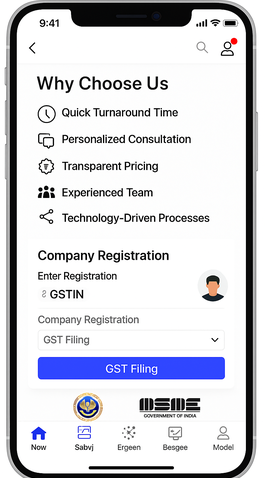 9:41
Why Choose Us
Quick Turnaround Time
Personalized Consultation
Transparent Pricing
Experienced Team
Technology-Driven Processes
Company Registration
Enter Registration
GSTIN
Company Registration
GST Filing
GST Filing
MSME
GOVERNMENT OF INDIA
Now
Sabvj
Ergeen
Besgee
Model